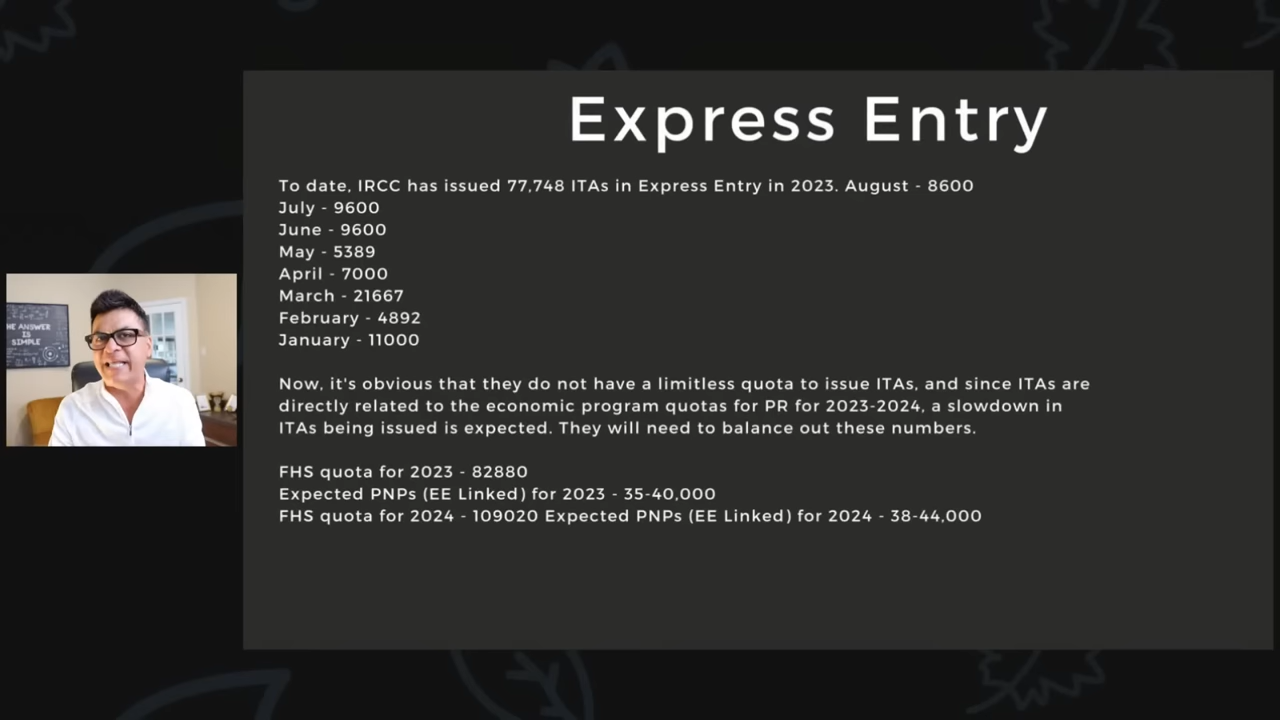 Express Entry
To date, IRCC has issued 77,748 ITAs in Express Entry in 2023. August - 8600
July - 9600
June - 9600
May - 5389
April - 7000
March - 21667
February - 4892
January - 11000
Now, it's obvious that they do not have a limitless quota to issue ITAs, and since ITAs are
directly related to the economic program quotas for PR for 2023-2024, a slowdown in
ITAs being issued is expected. They will need to balance out these numbers.
FHS quota for 2023 - 82880
Expected PNPs (EE Linked) for 2023 - 35-40,000
FHS quota for 2024 - 109020 Expected PNPs (EE Linked) for 2024 - 38-44,000
HE ANSWER
IS
SIMPLE